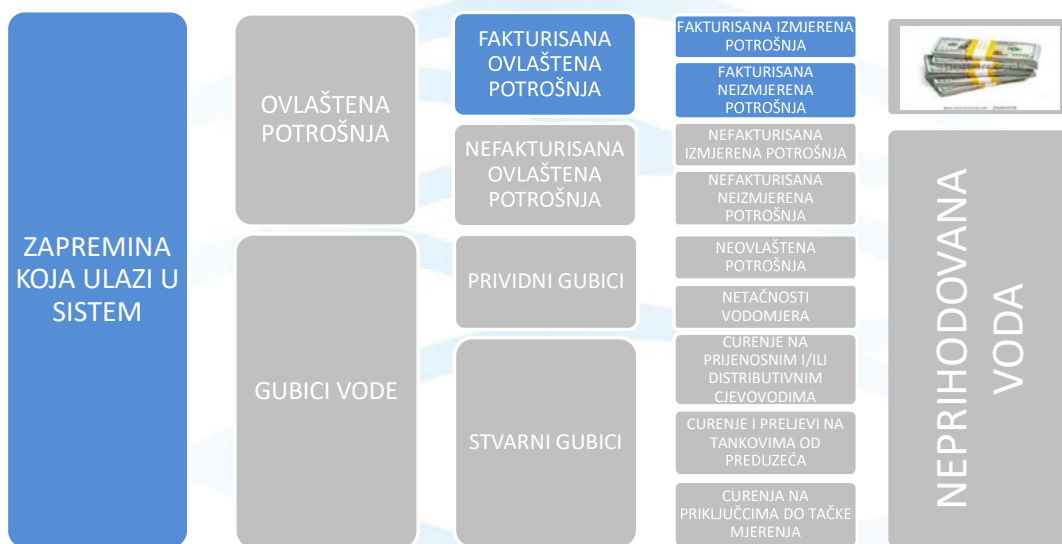 ZAPREMINA
KOJA ULAZI U
SISTEM
OVLAŠTENA
POTROŠNJA
GUBICI VODE
FAKTURISANA
OVLAŠTENA
POTROŠNJA
NEFAKTURISANA
OVLAŠTENA
POTROŠNJA
PRIVIDNI GUBICI
STVARNI GUBICI
FAKTURISANA IZMJERENA
POTROŠNJA
FAKTURISANA
NEIZMJERENA
POTROŠNJA
NEFAKTURISANA
IZMJERENA POTROŠNJA
NEFAKTURISANA
NEIZMJERENA
POTROŠNJA
NEOVLAŠTENA
POTROŠNJA
NETAČNOSTI
VODOMJERA
CURENJE NA
PRIJENOSNIM I/ILI
DISTRIBUTIVNIM
CJEVOVODIMA
CURENJE I PRELJEVI NA
TANKOVIMA OD
PREDUZEĆA
CURENJA NA
PRIKLJUČCIMA DO TAČKE
MJERENJA
NEPRIHODOVANA
VODA